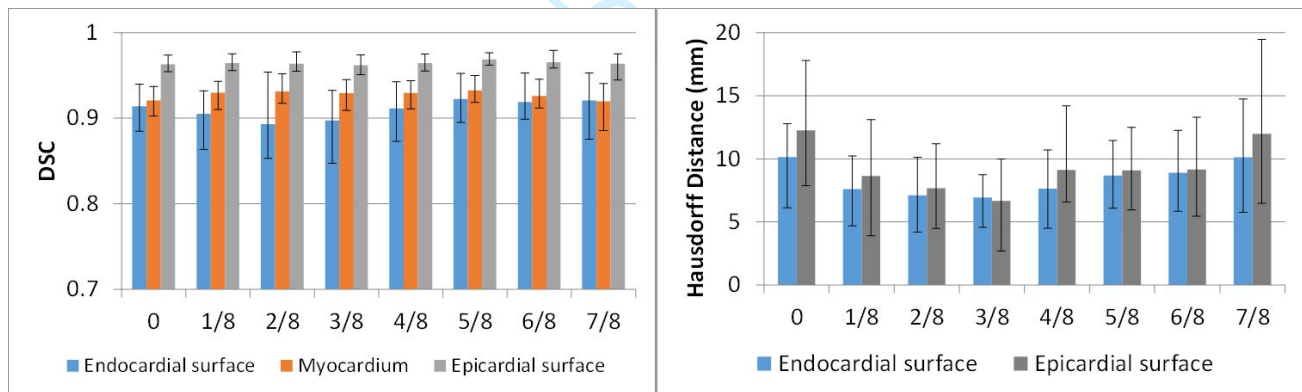 1
0.9
0.8
0.7
DSC
0 1/8 2/8 3/8 4/8 5/8 6/8 7/8
Endocardial surface Myocardium Epicardial surface
20
15
10
5
0
Hausdorff Distance (mm)
0 1/8 2/8 3/8 4/8 5/8 6/8 7/8
Endocardial surface Epicardial surface